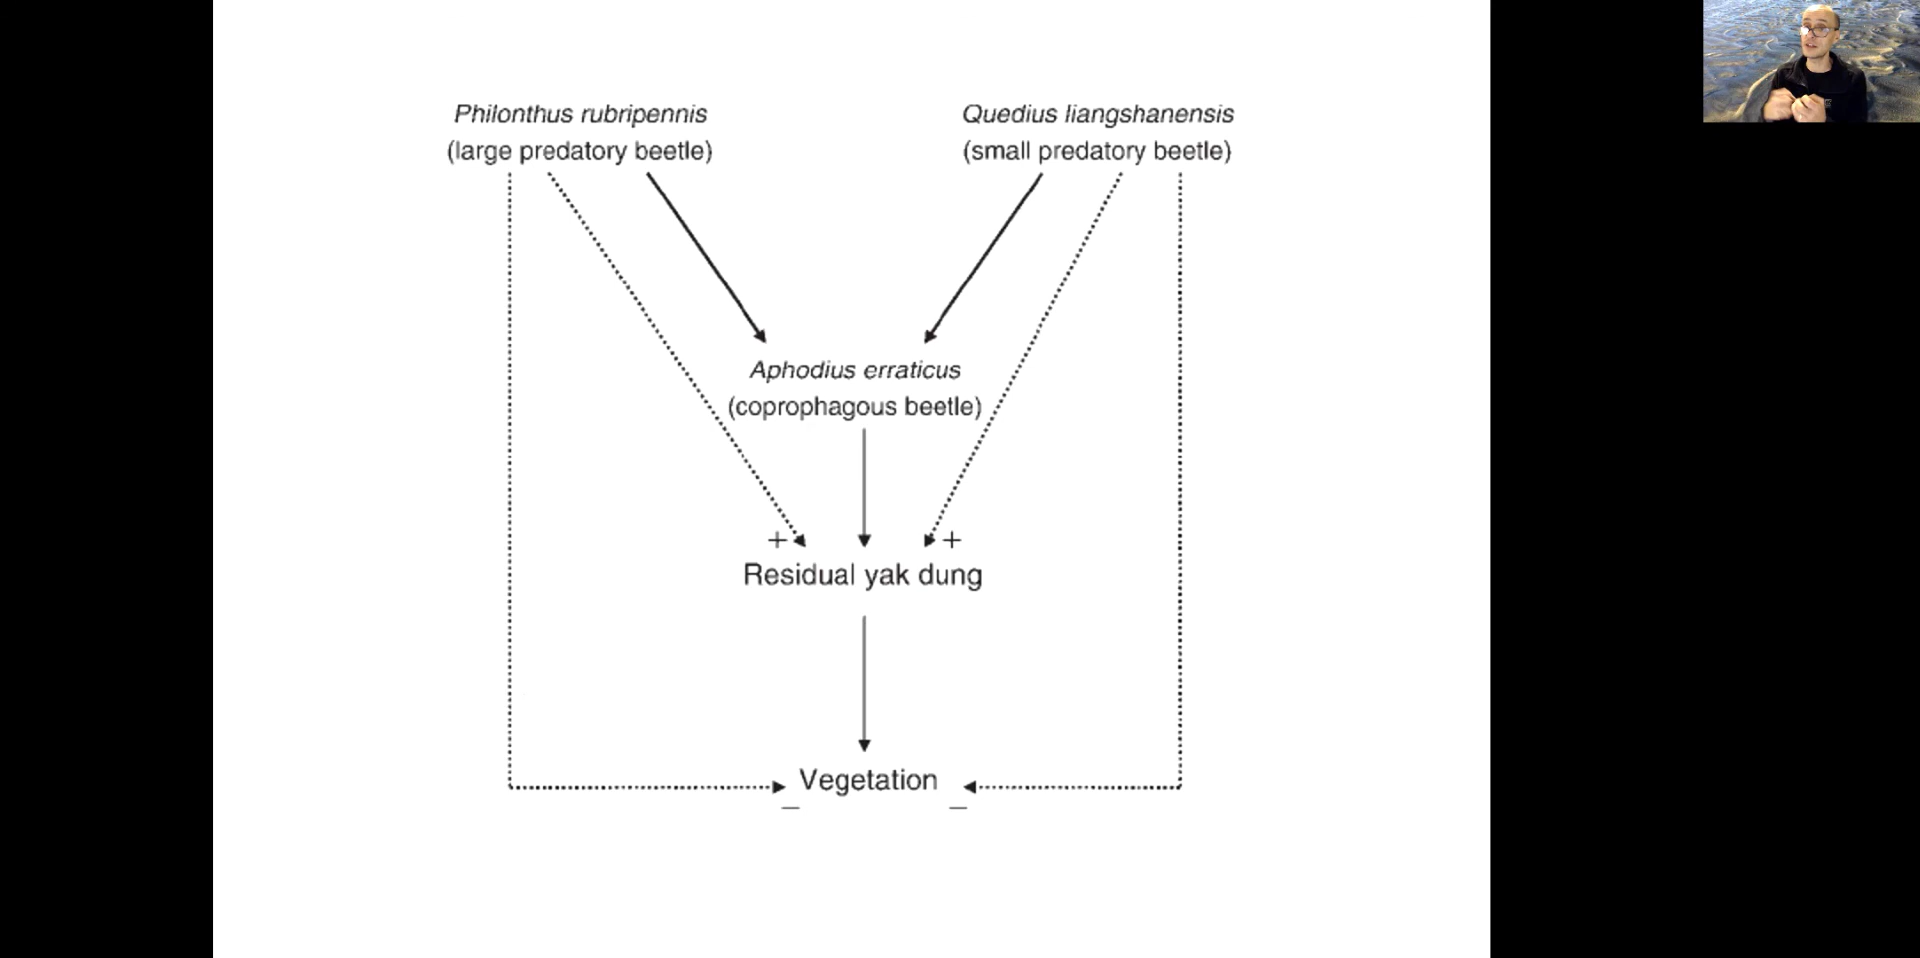 Philonthus rubripennis
(large predatory beetle)
Quedius liangshanensis
(small predatory beetle)
Aphodius erraticus
(coprophagous beetle)
+ +
Residual yak dung
Vegetation
– –